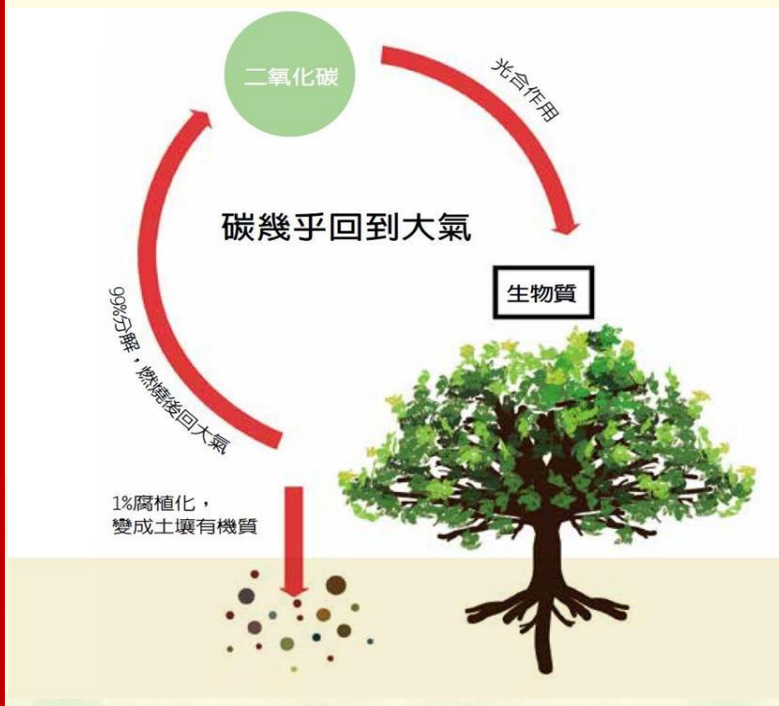 二氧化碳
光合作用
碳幾乎回到大氣
生物質
99%分解，燃燒後回大氣
1%腐植化，
變成土壤有機質